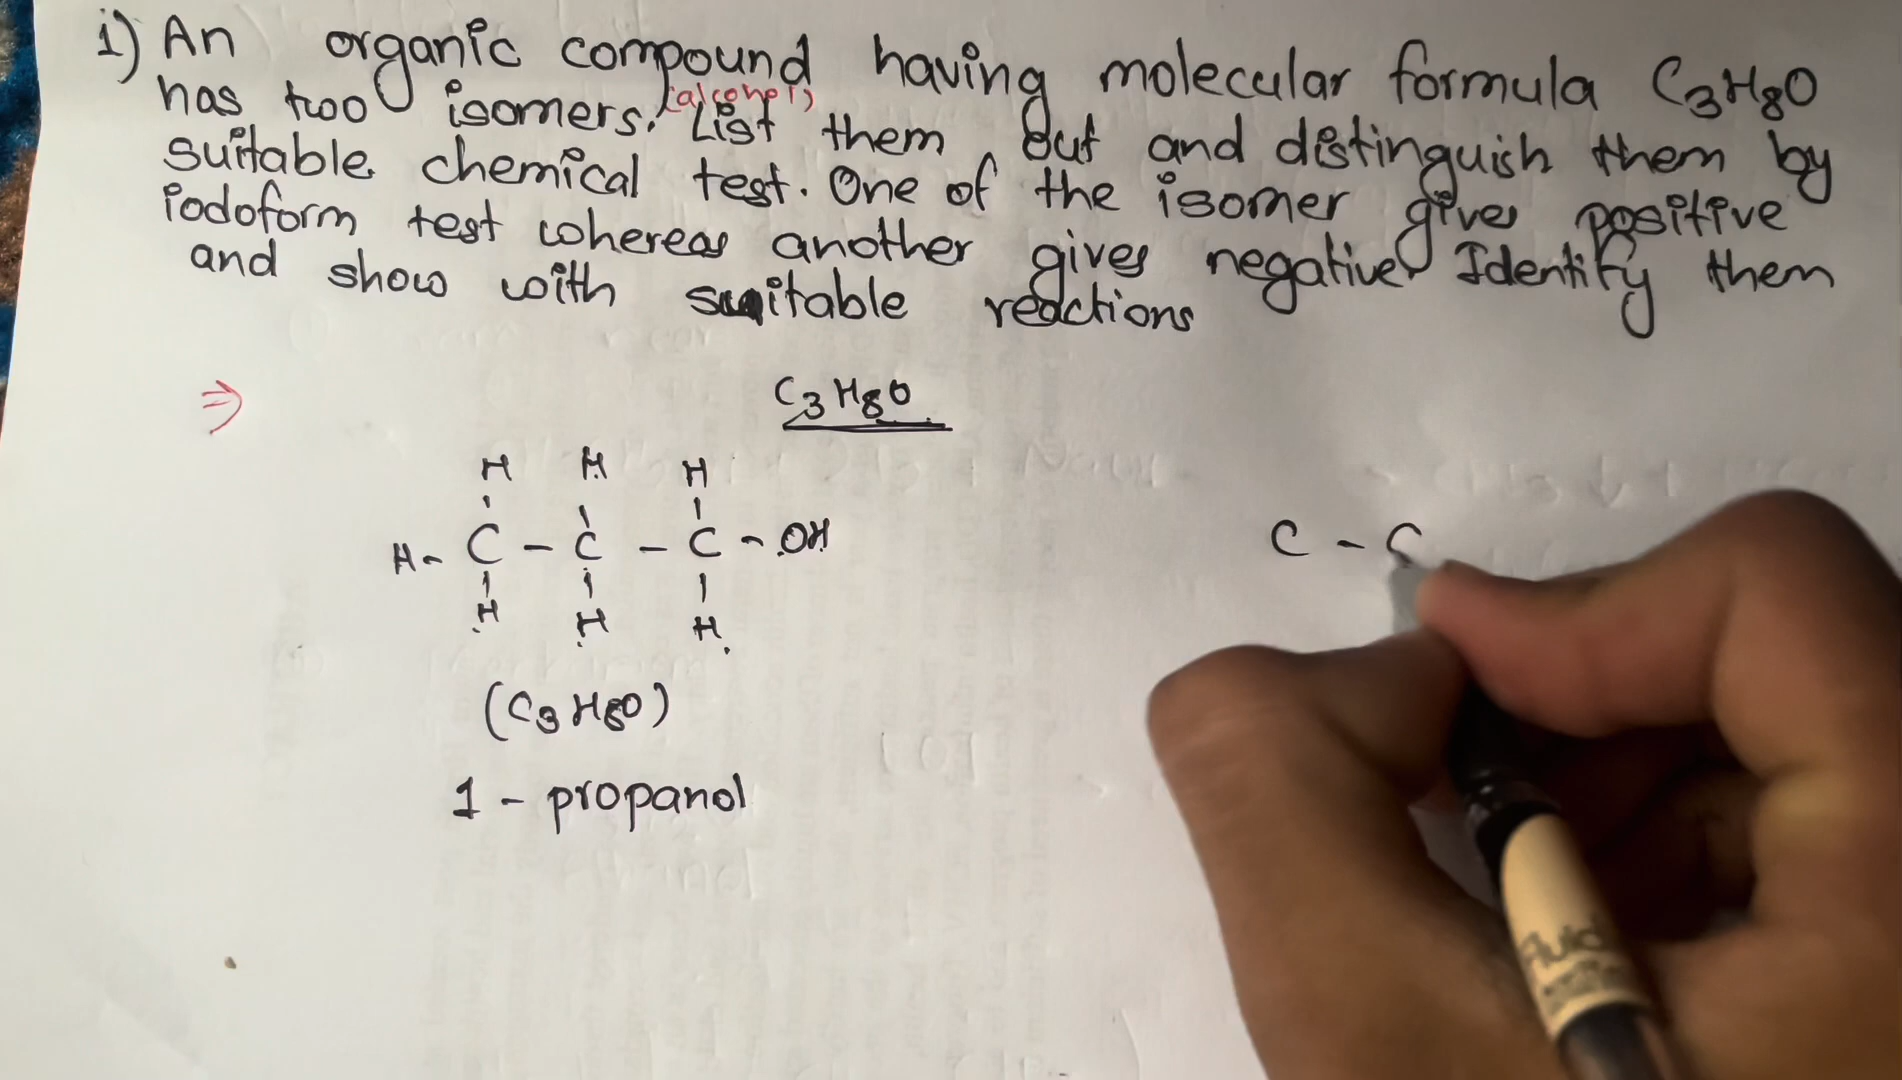 i) An organic compound having molecular formula C₃H₈O
has two isomers. List them out and distinguish them by
(alcohol)
suitable chemical test. One of the isomer gives positive
iodoform test whereas another gives negative. Identify them
and show with suitable reactions
⇒ C₃H₈O
H H H
H - C - C - C - OH
H H H
C - C
(C₃H₈O)
1 - propanol